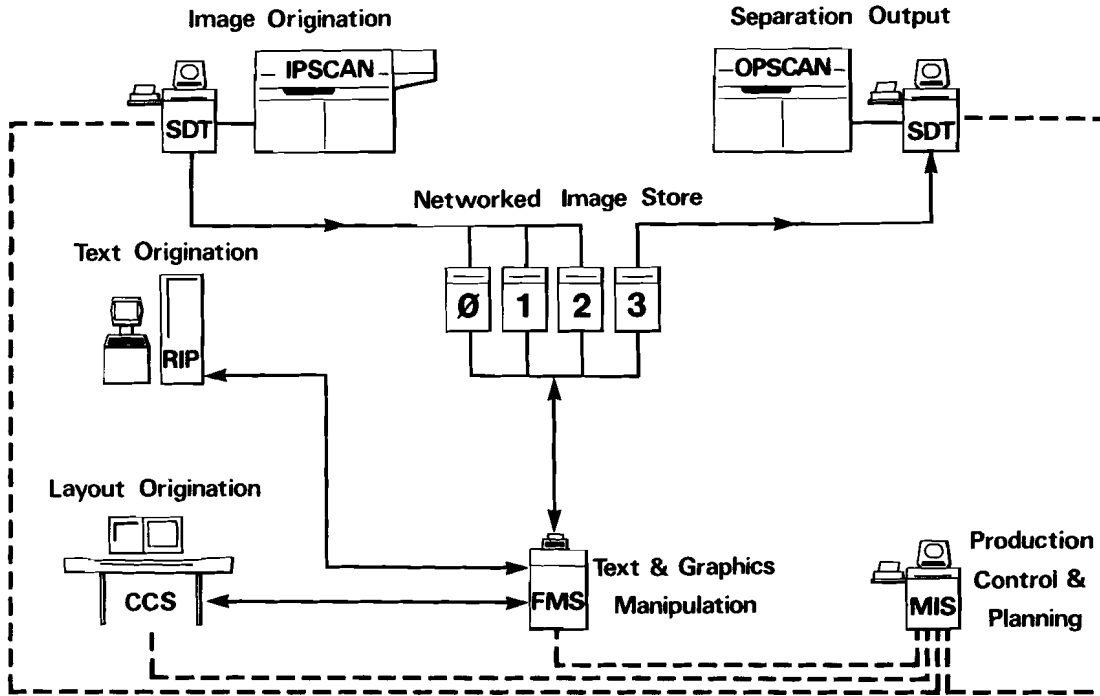 Image Origination
Separation Output
IPSCAN
OPSCAN
SDT
SDT
Networked Image Store
Text Origination
Ø
1
2
3
RIP
Layout Origination
CCS
FMS
Text & Graphics
Manipulation
MIS
Production
Control &
Planning